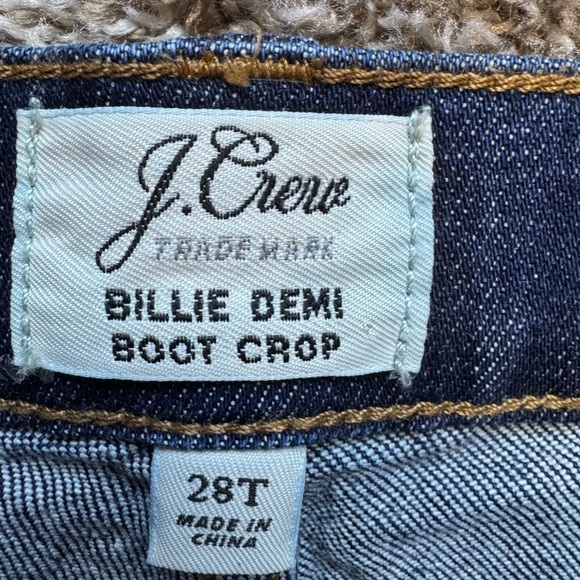 J.Crew
TRADE MARK
BILLIE DEMI
BOOT CROP
28T
MADE IN
CHINA